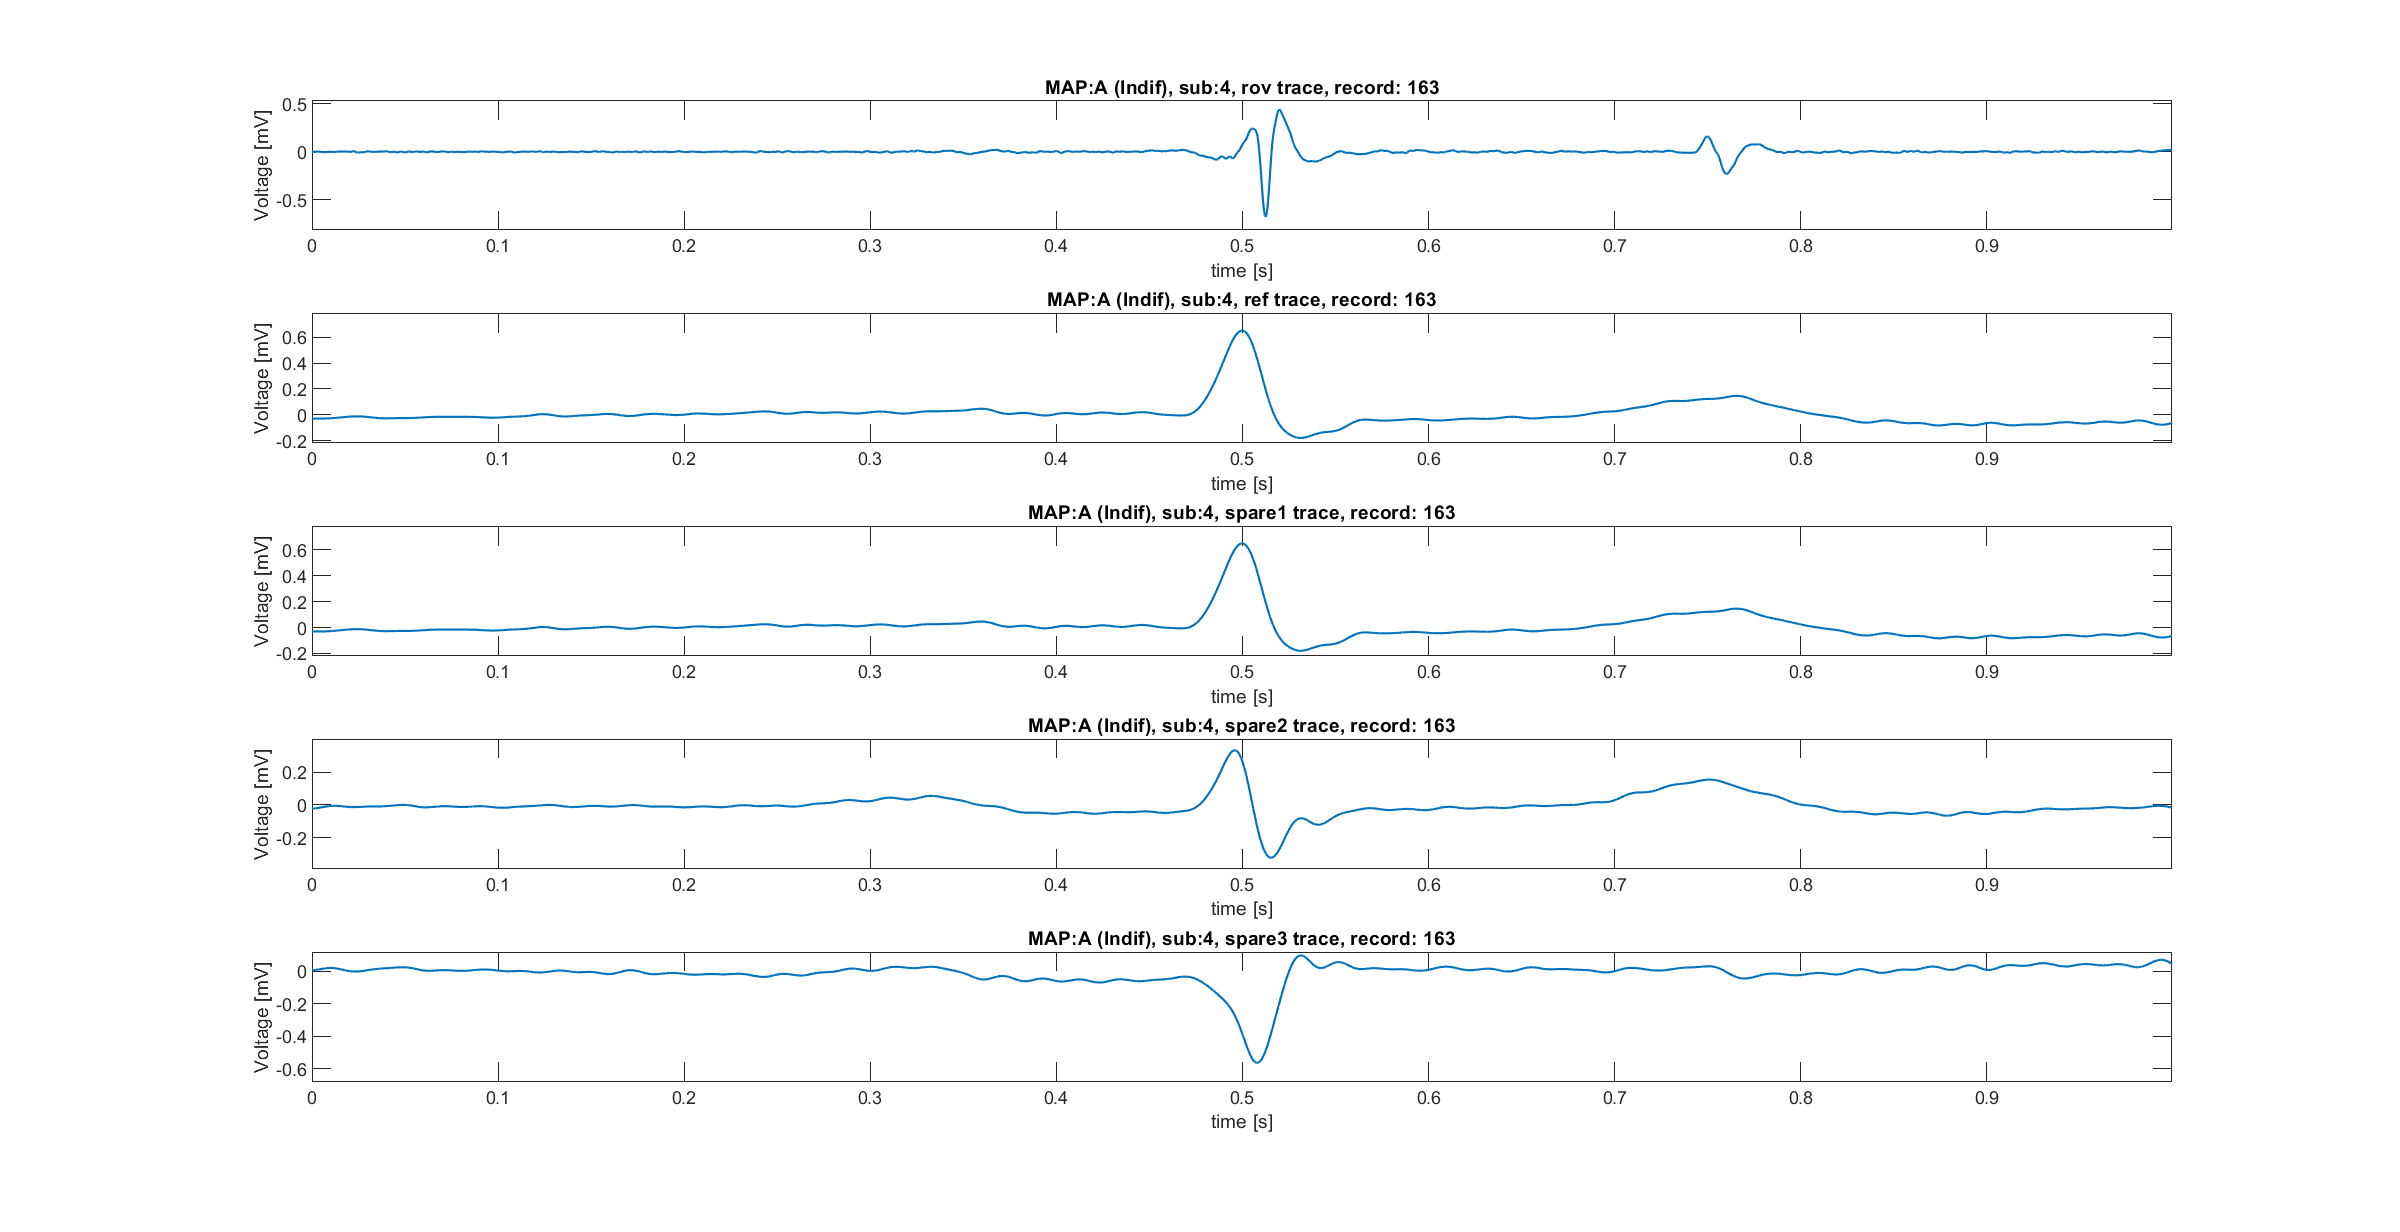 MAP:A (Indif), sub:4, rov trace, record: 163
Voltage [mV]
0.5
0
-0.5
0 0.1 0.2 0.3 0.4 0.5 0.6 0.7 0.8 0.9
time [s]
MAP:A (Indif), sub:4, ref trace, record: 163
Voltage [mV]
0.6
0.4
0.2
0
-0.2
0 0.1 0.2 0.3 0.4 0.5 0.6 0.7 0.8 0.9
time [s]
MAP:A (Indif), sub:4, spare1 trace, record: 163
Voltage [mV]
0.6
0.4
0.2
0
-0.2
0 0.1 0.2 0.3 0.4 0.5 0.6 0.7 0.8 0.9
time [s]
MAP:A (Indif), sub:4, spare2 trace, record: 163
Voltage [mV]
0.2
0
-0.2
0 0.1 0.2 0.3 0.4 0.5 0.6 0.7 0.8 0.9
time [s]
MAP:A (Indif), sub:4, spare3 trace, record: 163
Voltage [mV]
0
-0.2
-0.4
-0.6
0 0.1 0.2 0.3 0.4 0.5 0.6 0.7 0.8 0.9
time [s]